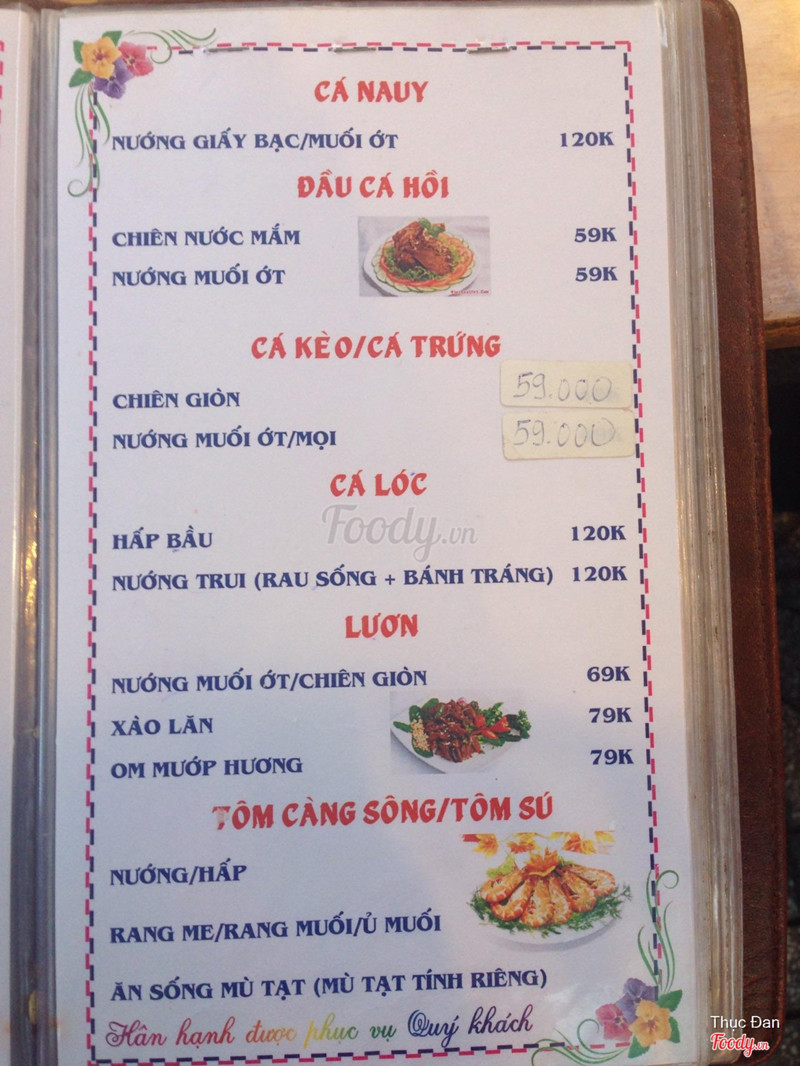 CÁ NAUY
NƯỚNG GIẤY BẠC/MUỐI ỚT 120K
ĐẦU CÁ HỒI
CHIÊN NƯỚC MẮM 59K
NƯỚNG MUỐI ỚT 59K
CÁ KÈO/CÁ TRỨNG
CHIÊN GIÒN 59.000
NƯỚNG MUỐI ỚT/MỌI 59.000
CÁ LÓC
Foody.vn
HẤP BẦU 120K
NƯỚNG TRUI (RAU SỐNG + BÁNH TRÁNG) 120K
LƯƠN
NƯỚNG MUỐI ỚT/CHIÊN GIÒN 69K
XÀO LĂN 79K
OM MƯỚP HƯƠNG 79K
TÔM CÀNG SÔNG/TÔM SÚ
NƯỚNG/HẤP
RANG ME/RANG MUỐI/Ủ MUỐI
ĂN SỐNG MÙ TẠT (MÙ TẠT TÍNH RIÊNG)
Hân hạnh được phục vụ Quý khách
Thục Đan
Foody.vn